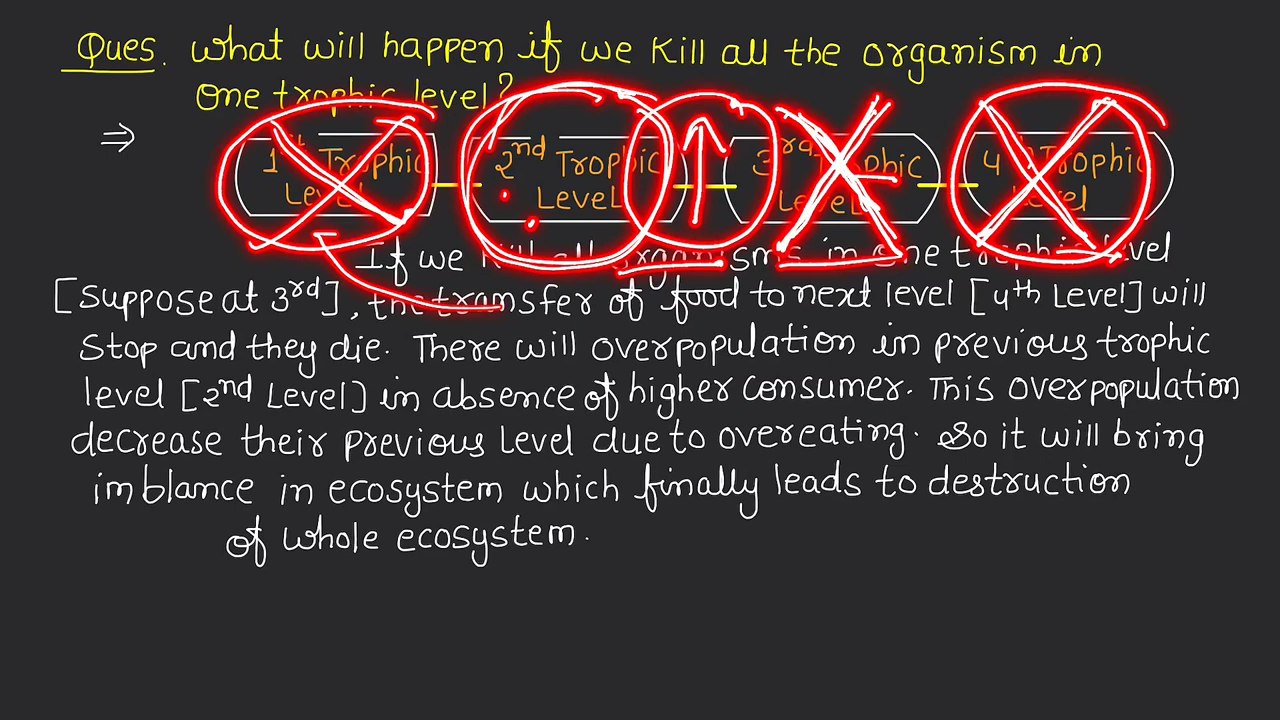 Ques. What will happen if we kill all the organism in
one trophic level?
⇒
1st Trophic Level
2nd Trophic Level
3rd Trophic Level
4th Trophic Level
If we kill all organisms in one trophic level
[Suppose at 3rd], the transfer of food to next level [4th Level] will
stop and they die. There will overpopulation in previous trophic
level [2nd Level] in absence of higher consumer. This overpopulation
decrease their previous level due to overeating. So it will bring
imblance in ecosystem which finally leads to destruction
of whole ecosystem.